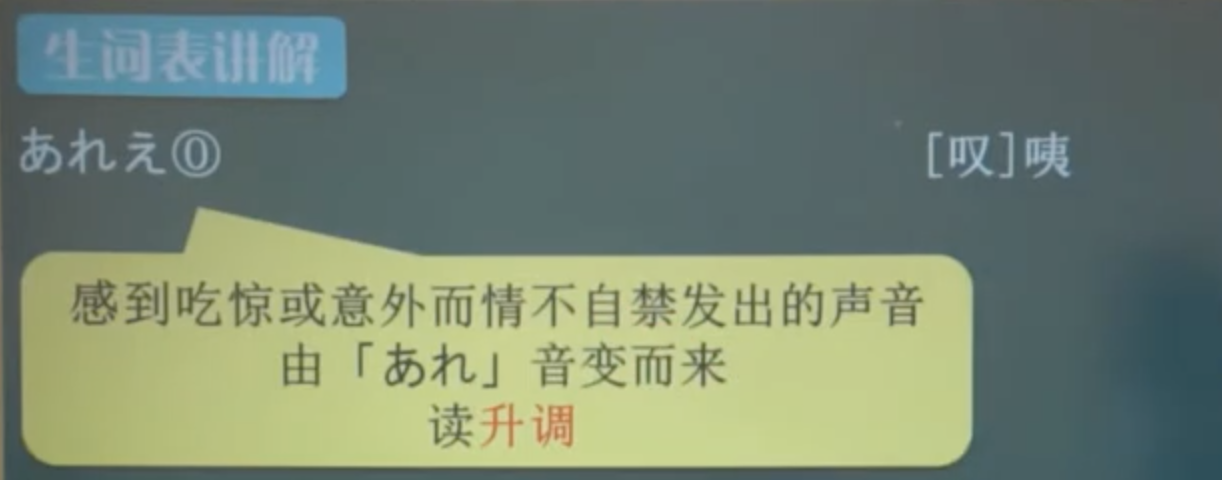 生词表讲解
あれえ⓪
[叹]咦
感到吃惊或意外而情不自禁发出的声音
由「あれ」音变而来
读升调